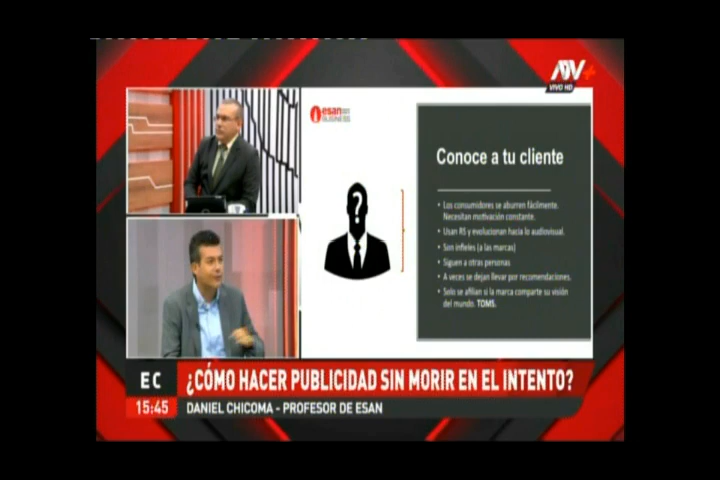 ATV+
VIVO HD
esan
BUSINESS
Conoce a tu cliente
• Los consumidores se aburren fácilmente.
Necesitan motivación constante.
• Usan RS y evolucionan hacia lo audiovisual.
• Son infieles (a las marcas)
• Siguen a otras personas
• A veces se dejan llevar por recomendaciones.
• Solo se afilian si la marca comparte su visión
del mundo. TOMS.
?
EC
¿CÓMO HACER PUBLICIDAD SIN MORIR EN EL INTENTO?
15:45
DANIEL CHICOMA - PROFESOR DE ESAN